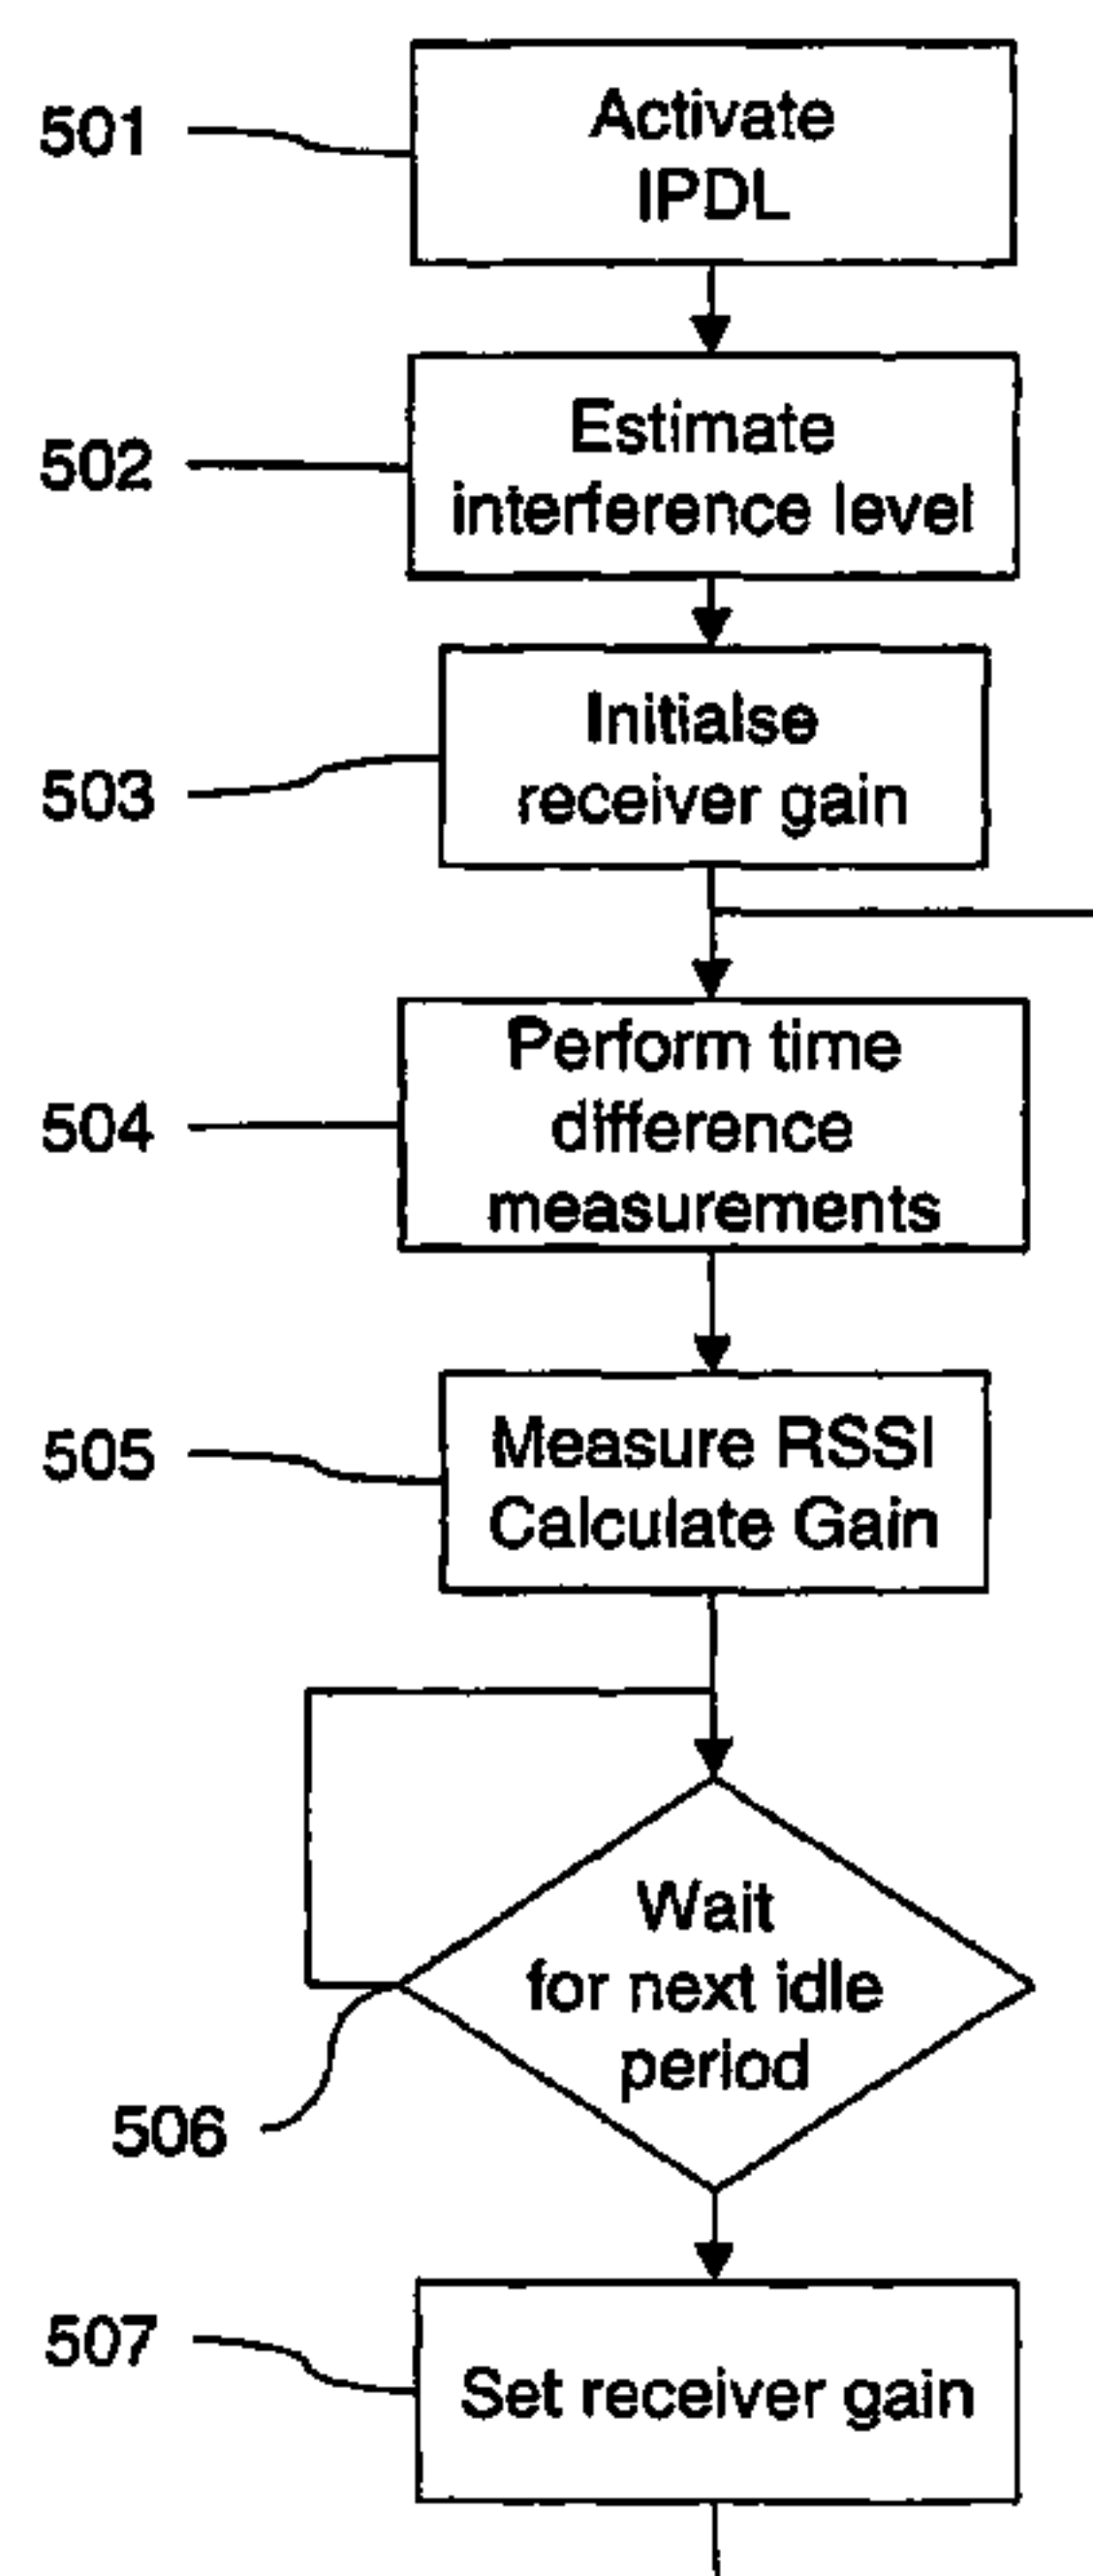 501
Activate
IPDL
502
Estimate
interference level
503
Initialse
receiver gain
504
Perform time
difference
measurements
505
Measure RSSI
Calculate Gain
Wait
for next idle
period
506
507
Set receiver gain